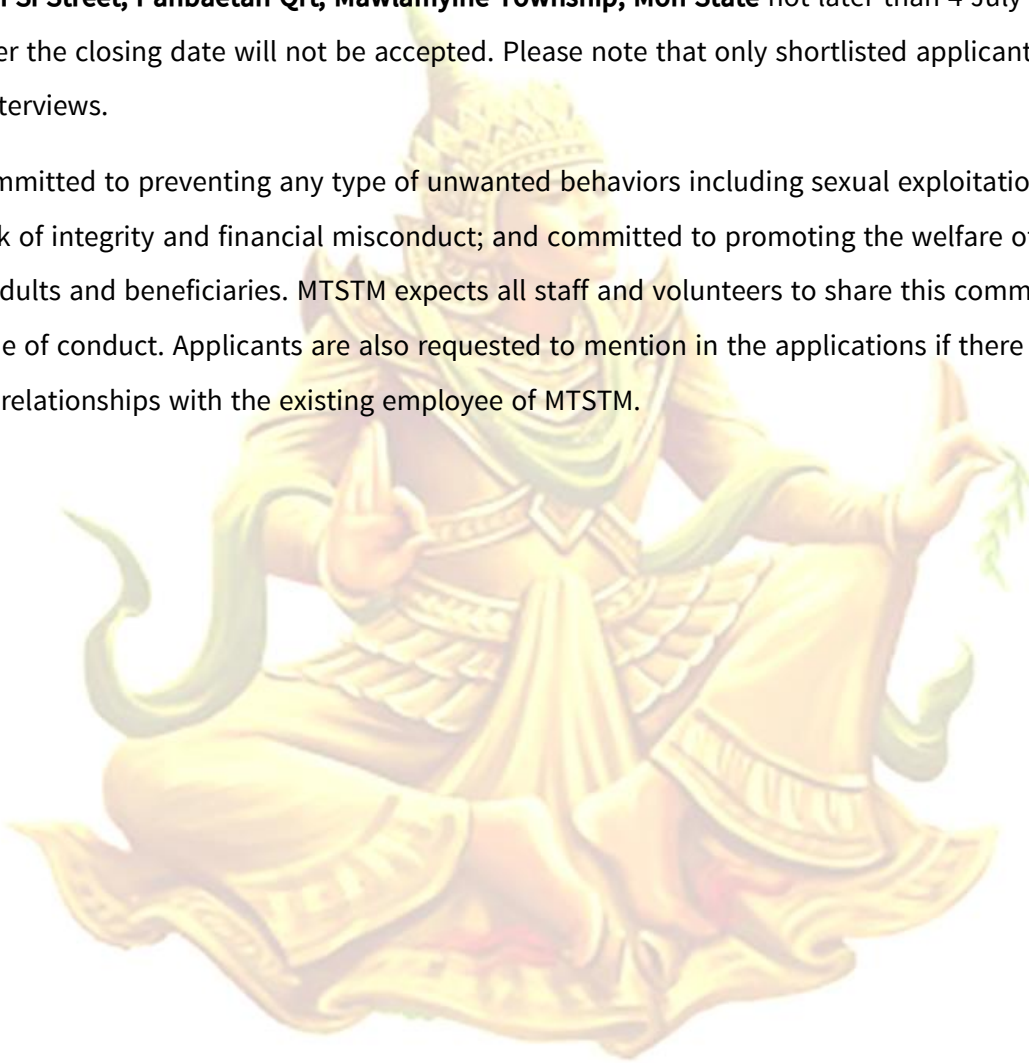 Street, Panbaetan Qrt, Mawlamyine Township, Mon State not later than 4 July
er the closing date will not be accepted. Please note that only shortlisted applicant
terviews.
mmitted to preventing any type of unwanted behaviors including sexual exploitatio
k of integrity and financial misconduct; and committed to promoting the welfare of
dults and beneficiaries. MTSTM expects all staff and volunteers to share this comm
e of conduct. Applicants are also requested to mention in the applications if there
relationships with the existing employee of MTSTM.